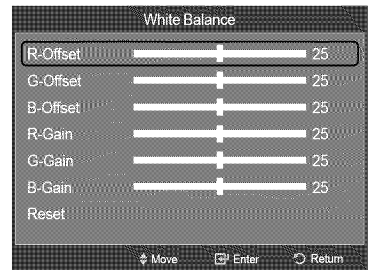 White Balance
R-Offset 25
G-Offset 25
B-Offset 25
R-Gain 25
G-Gain 25
B-Gain 25
Reset
Move Enter Return